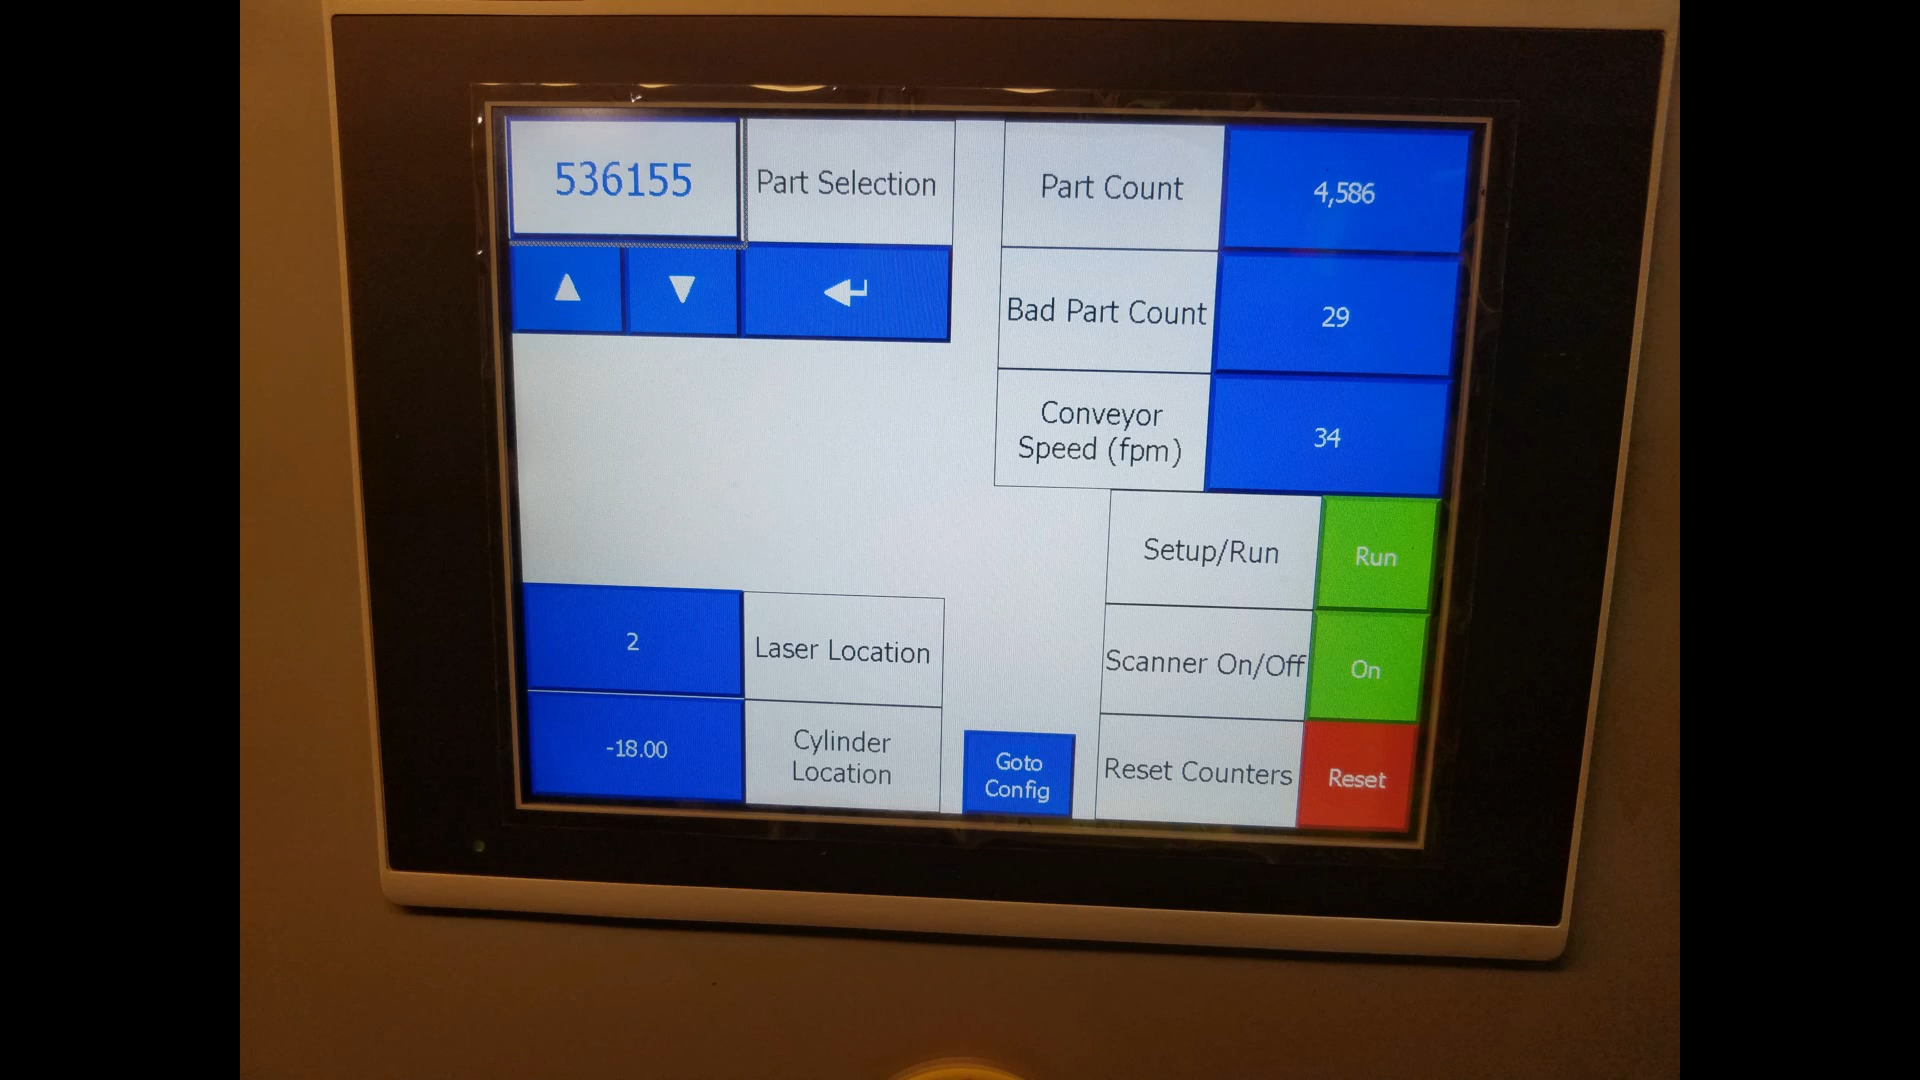 536155
Part Selection
Part Count
4,586
Bad Part Count
29
Conveyor
Speed (fpm)
34
Setup/Run
Run
2
Laser Location
Scanner On/Off
On
-18.00
Cylinder
Location
Goto
Config
Reset Counters
Reset